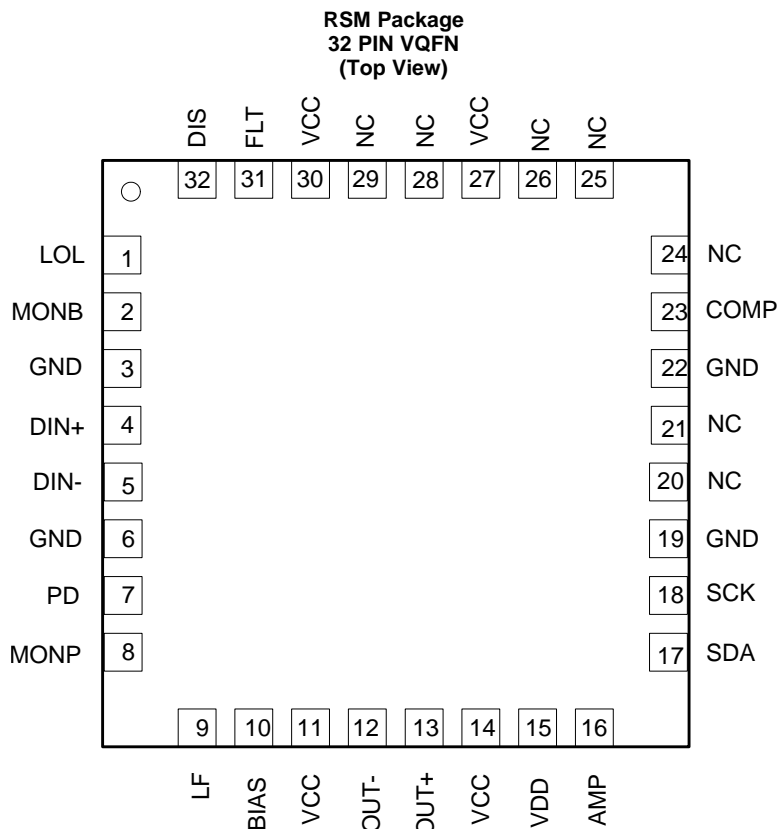 RSM Package
32 PIN VQFN
(Top View)
DIS FLT VCC NC NC VCC NC NC
32 31 30 29 28 27 26 25
LOL 1 24 NC
MONB 2 23 COMP
GND 3 22 GND
DIN+ 4 21 NC
DIN- 5 20 NC
GND 6 19 GND
PD 7 18 SCK
MONP 8 17 SDA
9 10 11 12 13 14 15 16
LF BIAS VCC OUT- OUT+ VCC VDD AMP